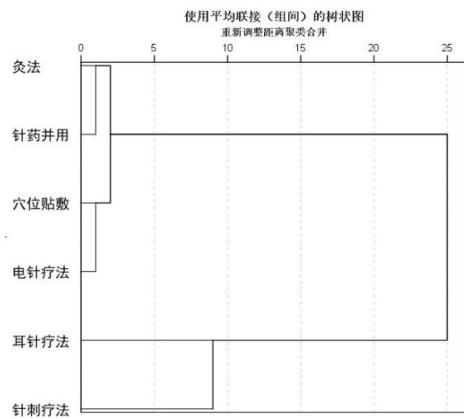 使用平均联接（组间）的树状图
重新调整距离聚类合并
0 5 10 15 20 25
灸法
针药并用
穴位贴敷
电针疗法
耳针疗法
针刺疗法